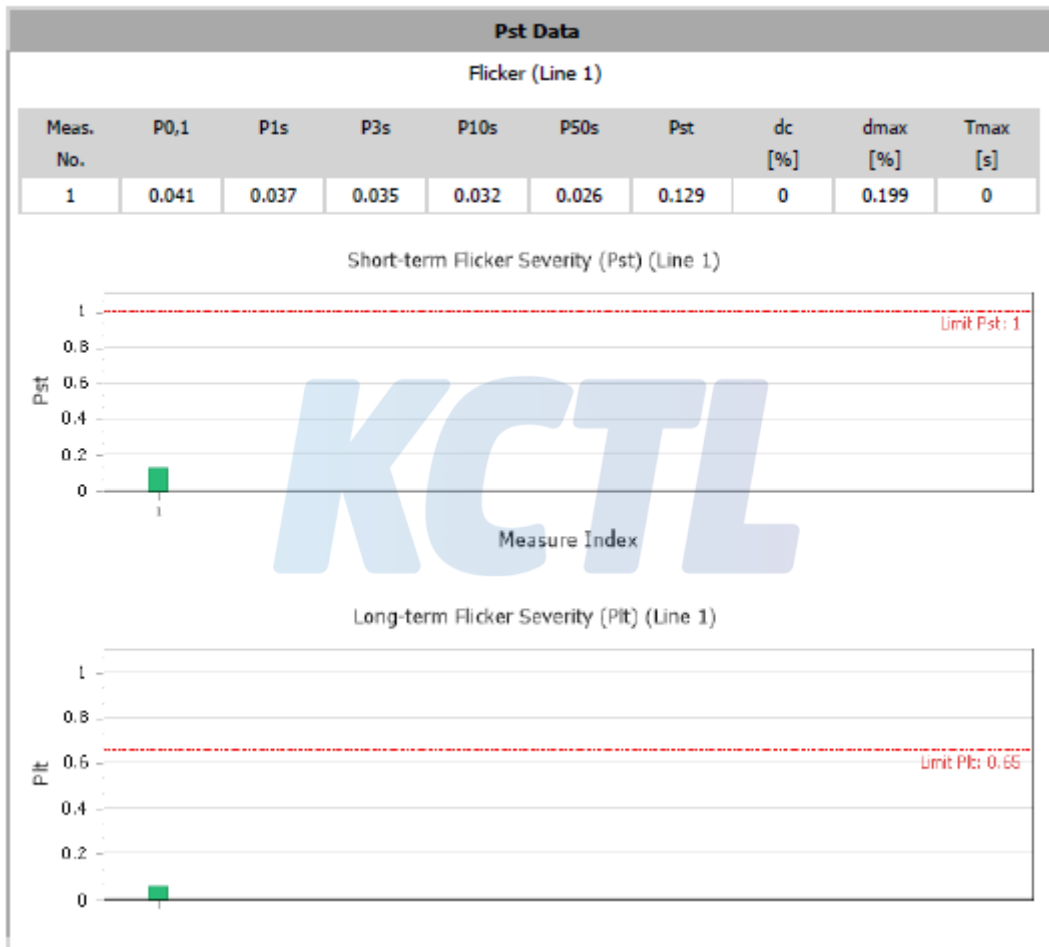 Pst Data
Flicker (Line 1)
Meas. No. P0,1 P1s P3s P10s P50s Pst dc [%] dmax [%] Tmax [s]
1 0.041 0.037 0.035 0.032 0.026 0.129 0 0.199 0
Short-term Flicker Severity (Pst) (Line 1)
1
Limit Pst: 1
0.8
0.6
Pst
0.4
0.2
0
1
Measure Index
KCTL
Long-term Flicker Severity (Plt) (Line 1)
1
0.8
Limit Plt: 0.65
0.6
Plt
0.4
0.2
0